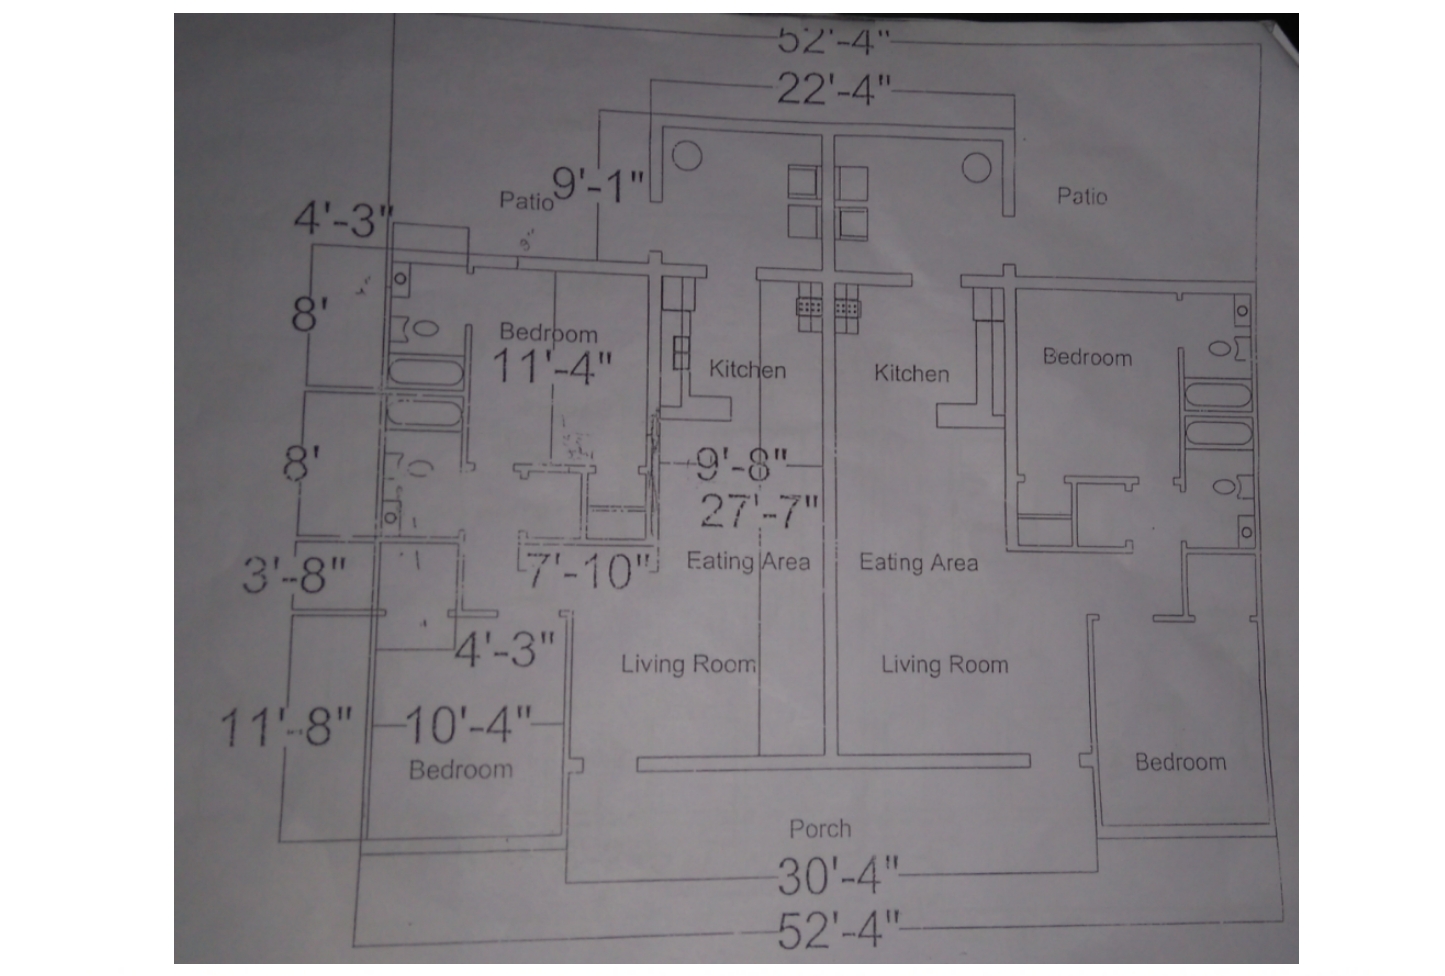 52'-4"
22'-4"
9'-1"
Patio
Patio
4'-3"
8'
Bedroom
11'-4"
Kitchen
Kitchen
Bedroom
8'
9'-8"
27'-7"
3'-8"
7'-10"
Eating Area
Eating Area
4'-3"
Living Room
Living Room
11'-8"
10'-4"
Bedroom
Bedroom
Porch
30'-4"
52'-4"